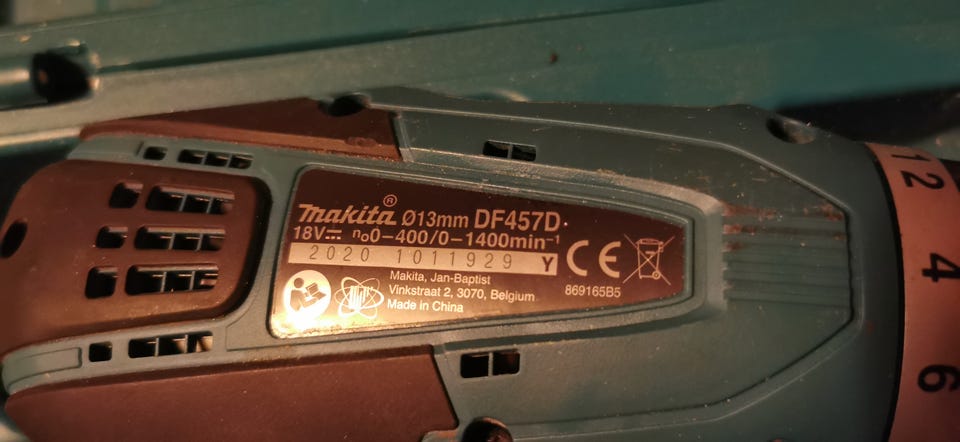 makita® Ø13mm DF457D
18V⎓ n₀0-400/0-1400min⁻¹
2020 1011929 Y
CE
Makita, Jan-Baptist
Vinkstraat 2, 3070, Belgium
Made in China
869165B5
12
4
6